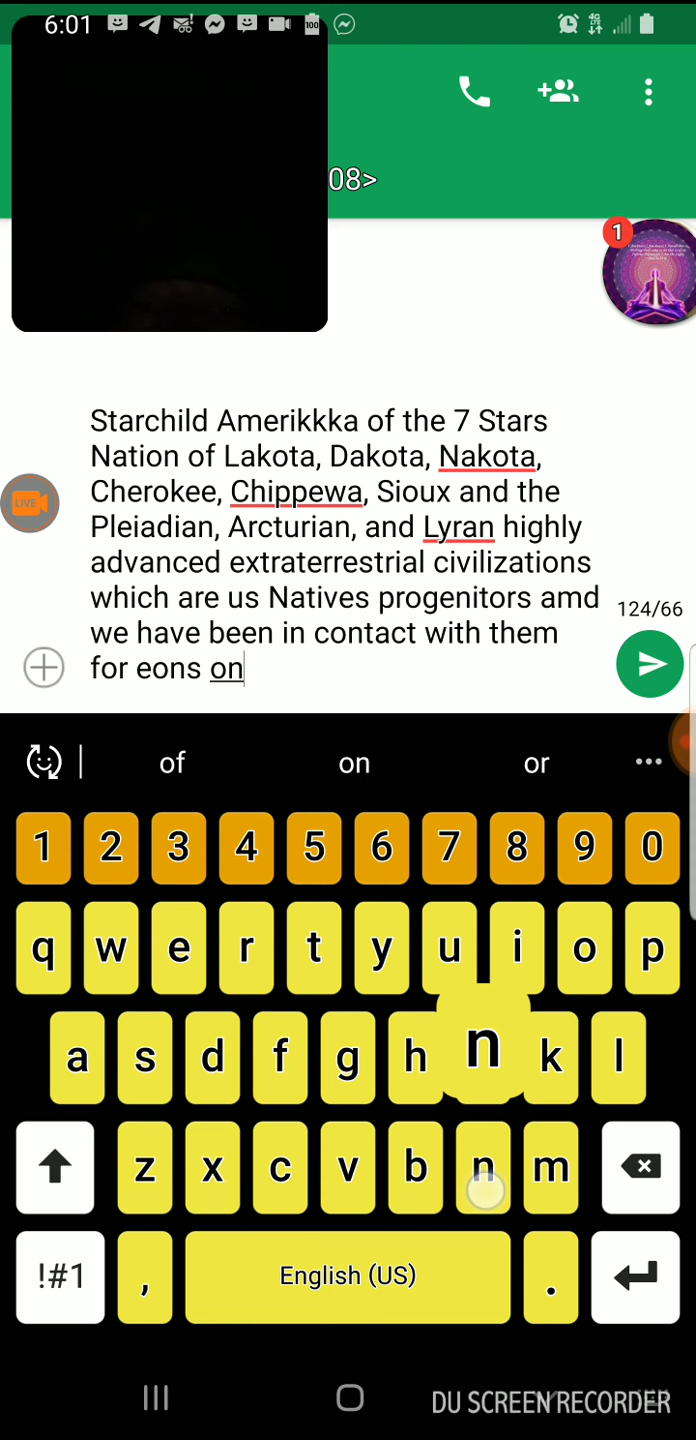 6:01
100
4G
08>
1
Starchild Amerikkka of the 7 Stars
Nation of Lakota, Dakota, Nakota,
Cherokee, Chippewa, Sioux and the
Pleiadian, Arcturian, and Lyran highly
advanced extraterrestrial civilizations
which are us Natives progenitors amd
we have been in contact with them
for eons on
LIVE
124/66
of on or
1 2 3 4 5 6 7 8 9 0
q w e r t y u i o p
a s d f g h n k l
z x c v b n m
!#1 , English (US) .
DU SCREEN RECORDER